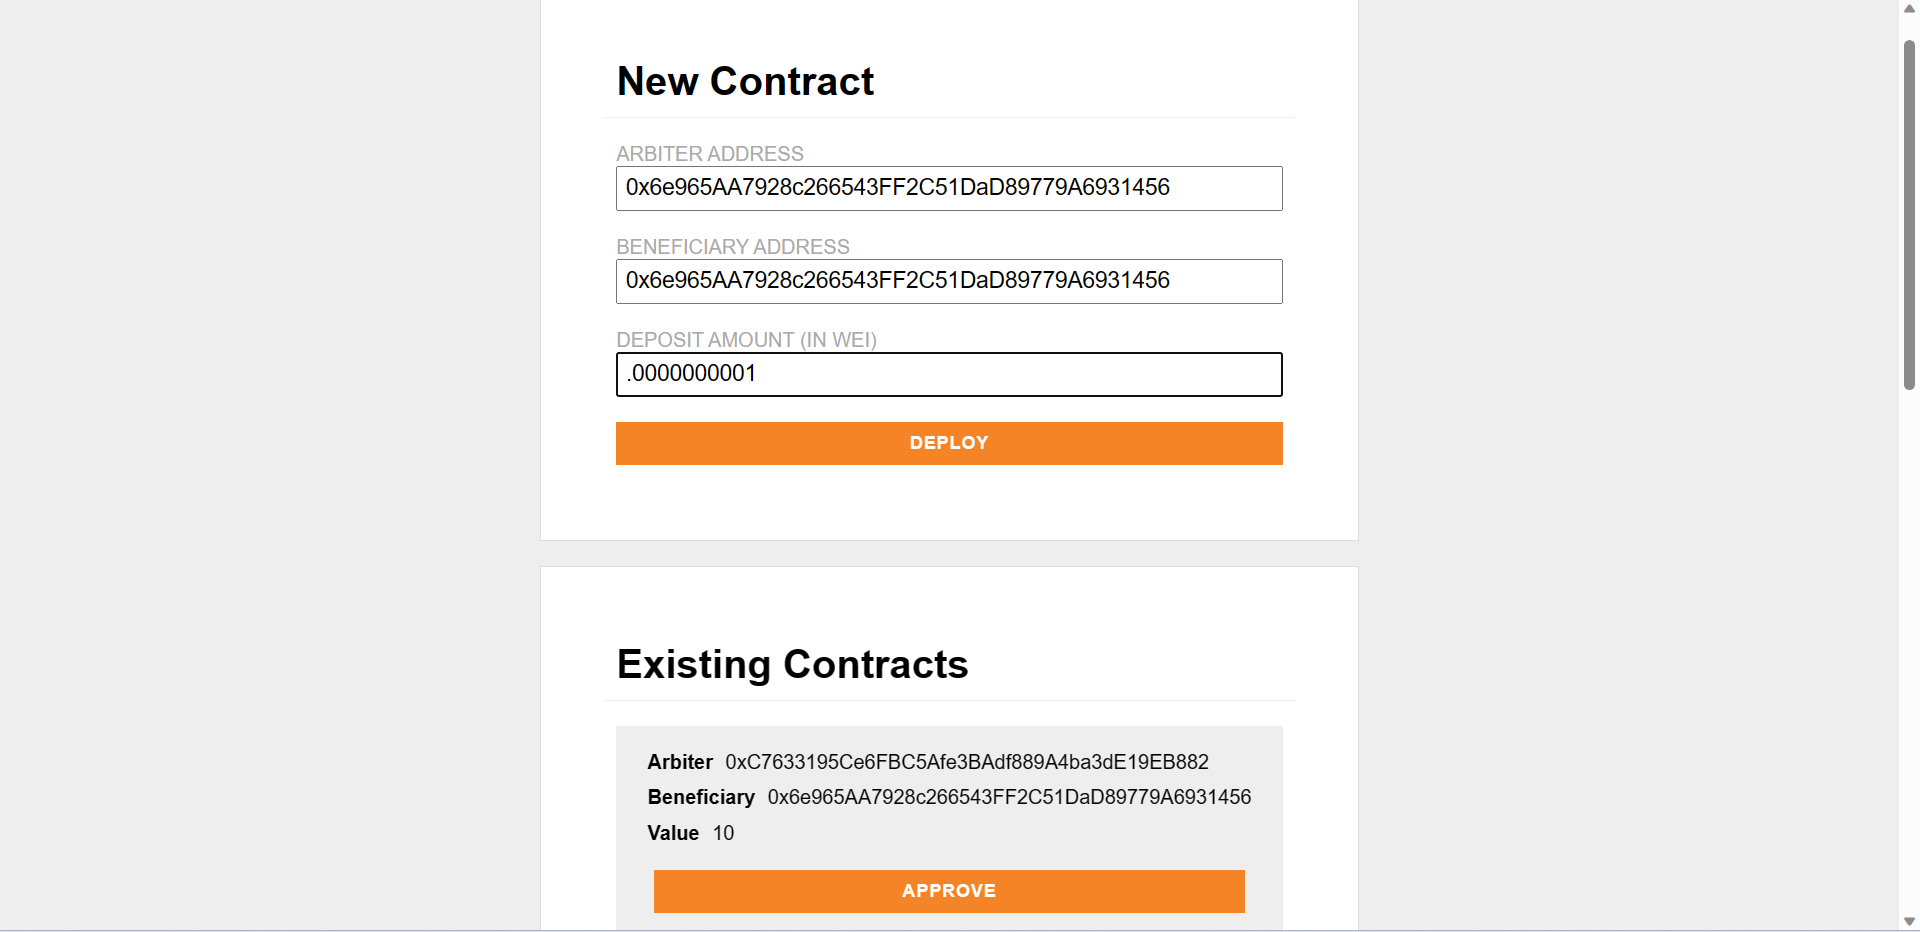 New Contract
ARBITER ADDRESS
0x6e965AA7928c266543FF2C51DaD89779A6931456
BENEFICIARY ADDRESS
0x6e965AA7928c266543FF2C51DaD89779A6931456
DEPOSIT AMOUNT (IN WEI)
.0000000001
DEPLOY
Existing Contracts
Arbiter 0xC7633195Ce6FBC5Afe3BAdf889A4ba3dE19EB882
Beneficiary 0x6e965AA7928c266543FF2C51DaD89779A6931456
Value 10
APPROVE